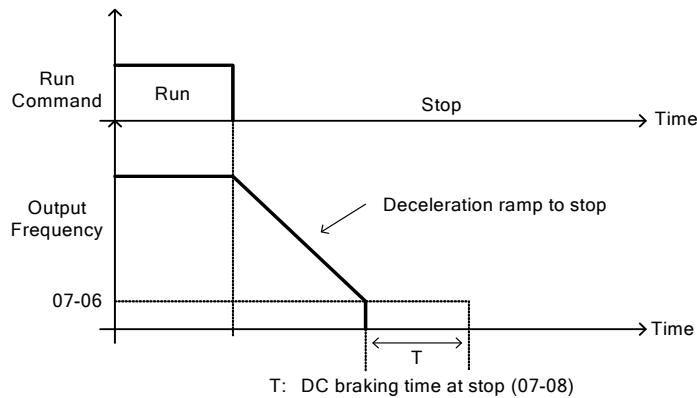 Run
Command
Run
Stop
Time
Output
Frequency
Deceleration ramp to stop
07-06
Time
T
T: DC braking time at stop (07-08)